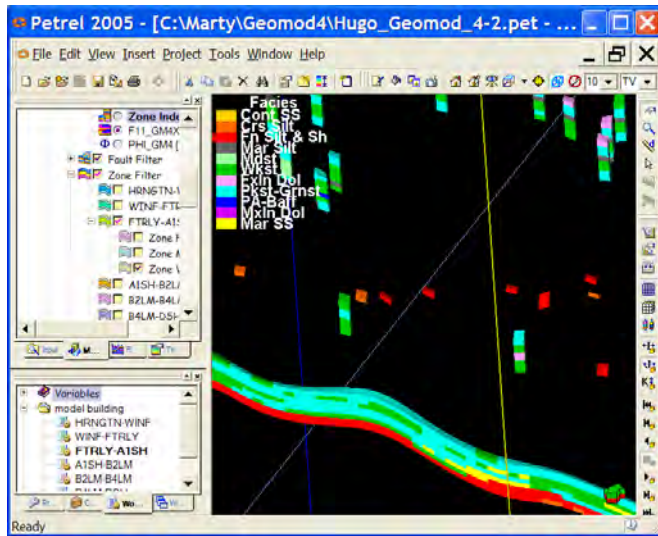 Petrel 2005 - [C:\Marty\Geomod4\Hugo_Geomod_4-2.pet - ...
File Edit View Insert Project Tools Window Help
10 TV
Zone Inde
F11_GM4X
PHI_GM4 [
Fault Filter
Zone Filter
HRNGTN-W
WINF-FTR
FTRLY-A1S
Zone
Zone
Zone
A1SH-B2L
B2LM-B4L
B4LM-DSH
Input M...
Variables
model building
HRNGTN-WINF
WINF-FTRLY
FTRLY-A1SH
A1SH-B2LM
B2LM-B4LM
C... Wo... W...
Facies
Cont SS
Crs Silt
Fn Silt & Sh
Mar Silt
Mdst
Wkst
Fxln Dol
Pkst-Grnst
PA-Baff
Mxln Dol
Mar SS
Ready